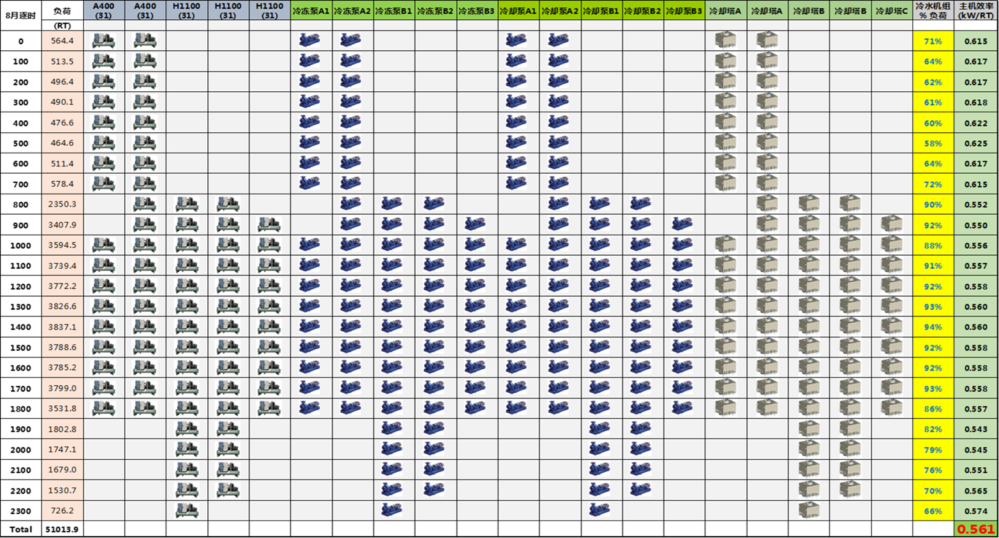 8月逐时 负荷 A400 (31) A400 (31) H1100 (31) H1100 (31) H1100 (31) 冷冻泵A1 冷冻泵A2 冷冻泵B1 冷冻泵B2 冷冻泵B3 冷却泵A1 冷却泵A2 冷却泵B1 冷却泵B2 冷却泵B3 冷却塔A 冷却塔A 冷却塔B 冷却塔B 冷却塔C 冷水机组 % 负荷 主机效率 (kW/RT)
(RT)
0 564.4 71% 0.615
100 513.5 64% 0.617
200 496.4 62% 0.617
300 490.1 61% 0.618
400 476.6 60% 0.622
500 464.6 58% 0.625
600 511.4 64% 0.617
700 578.4 72% 0.615
800 2350.3 90% 0.552
900 3407.9 92% 0.550
1000 3594.5 88% 0.556
1100 3739.4 91% 0.557
1200 3772.2 92% 0.558
1300 3826.6 93% 0.560
1400 3837.1 94% 0.560
1500 3788.6 92% 0.558
1600 3785.2 92% 0.558
1700 3799.0 93% 0.558
1800 3531.8 86% 0.557
1900 1802.8 82% 0.543
2000 1747.1 79% 0.545
2100 1679.0 76% 0.551
2200 1530.7 70% 0.565
2300 726.2 66% 0.574
Total 51013.9 0.561